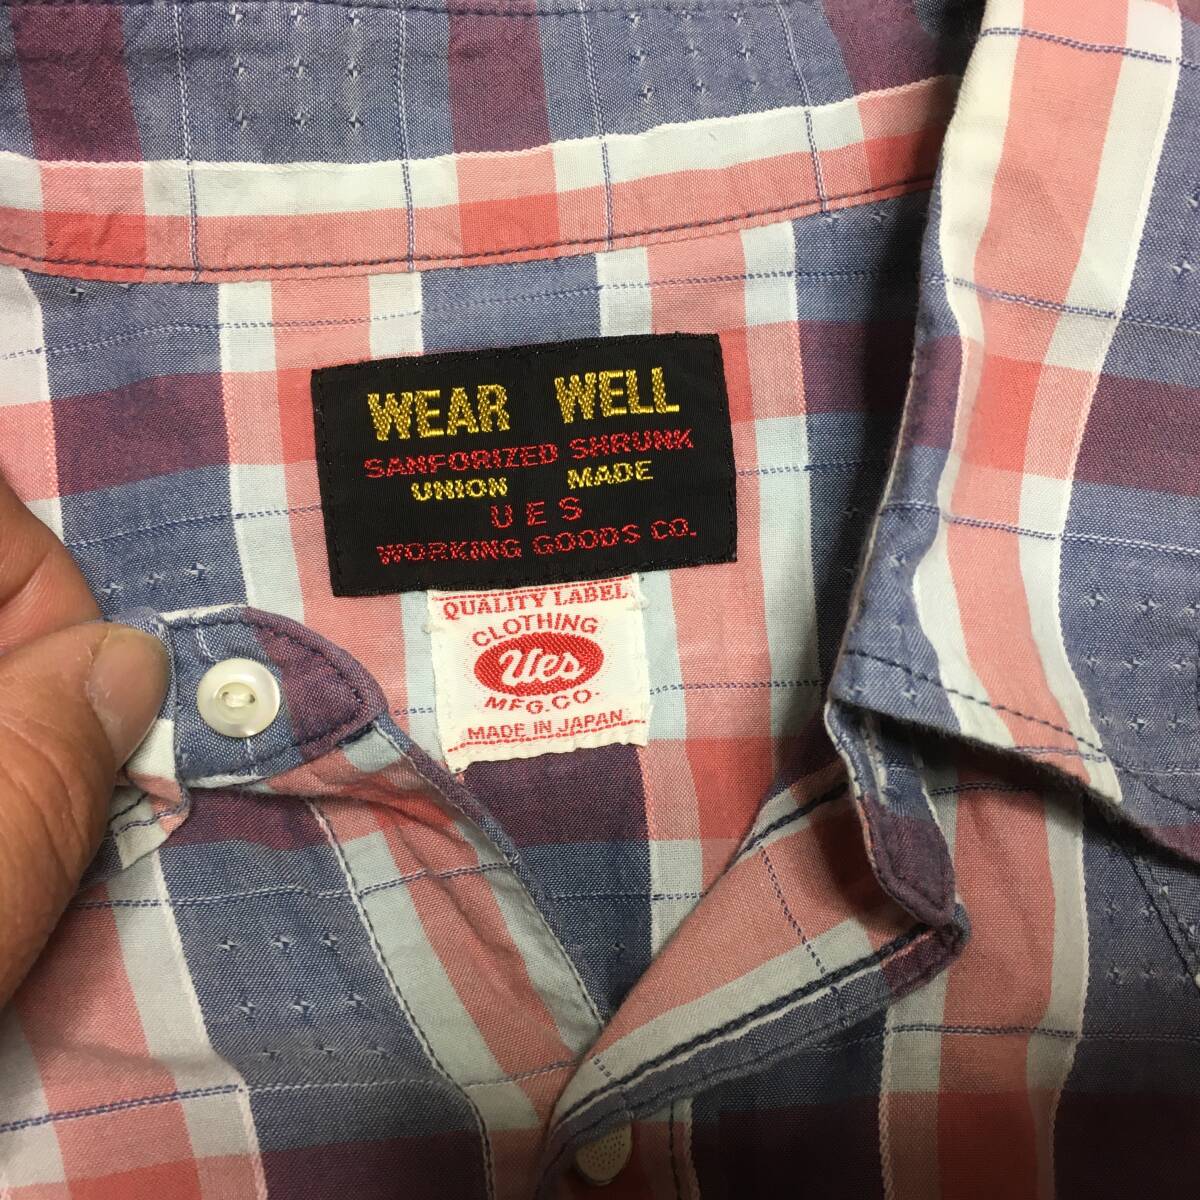 WEAR WELL
SANFORIZED SHRUNK
UNION MADE
UES
WORKING GOODS CO.
QUALITY LABEL
CLOTHING
Ues
MFG.CO.
MADE IN JAPAN